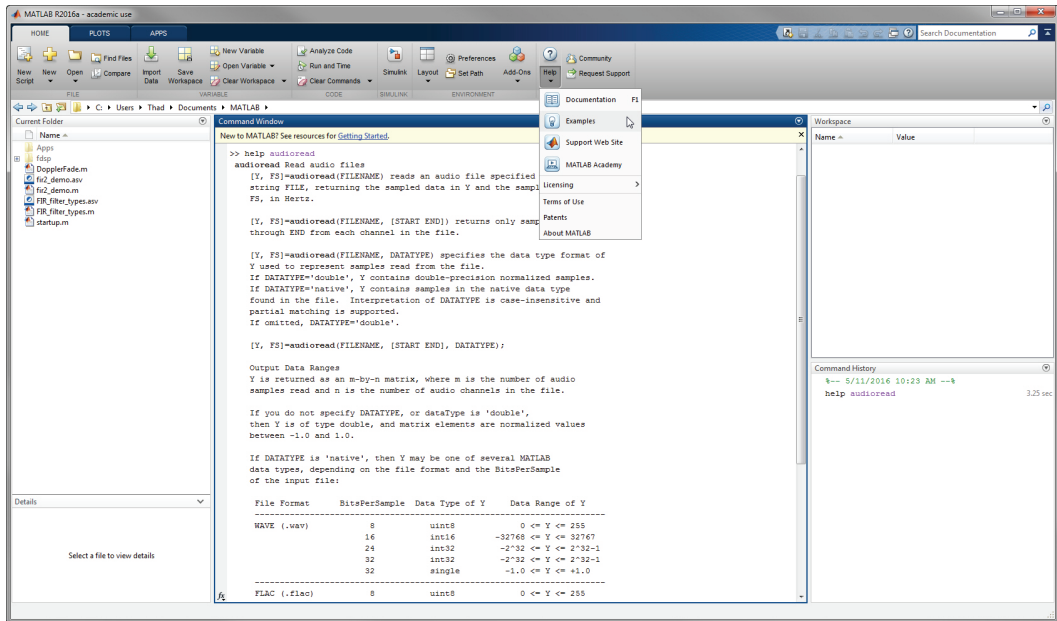 MATLAB R2016a - academic use
HOME PLOTS APPS
Search Documentation
New Script
New
Open
Find Files
Compare
Import Data
Save Workspace
New Variable
Open Variable
Clear Workspace
Analyze Code
Run and Time
Clear Commands
Simulink
Layout
Preferences
Set Path
Add-Ons
Help
Community
Request Support
FILE VARIABLE CODE SIMULINK ENVIRONMENT
C: Users Thad Documents MATLAB
Documentation F1
Examples
Support Web Site
MATLAB Academy
Licensing
Terms of Use
Patents
About MATLAB
Current Folder
Name
Apps
fdsp
DopplerFade.m
fir2_demo.asv
fir2_demo.m
FIR_filter_types.asv
FIR_filter_types.m
startup.m
Details
Select a file to view details
Command Window
New to MATLAB? See resources for Getting Started.
>> help audioread
audioread Read audio files
[Y, FS]=audioread(FILENAME) reads an audio file specified
string FILE, returning the sampled data in Y and the sampl
FS, in Hertz.
[Y, FS]=audioread(FILENAME, [START END]) returns only samp
through END from each channel in the file.
[Y, FS]=audioread(FILENAME, DATATYPE) specifies the data type format of
Y used to represent samples read from the file.
If DATATYPE='double', Y contains double-precision normalized samples.
If DATATYPE='native', Y contains samples in the native data type
found in the file. Interpretation of DATATYPE is case-insensitive and
partial matching is supported.
If omitted, DATATYPE='double'.
[Y, FS]=audioread(FILENAME, [START END], DATATYPE);
Output Data Ranges
Y is returned as an m-by-n matrix, where m is the number of audio
samples read and n is the number of audio channels in the file.
If you do not specify DATATYPE, or dataType is 'double',
then Y is of type double, and matrix elements are normalized values
between -1.0 and 1.0.
If DATATYPE is 'native', then Y may be one of several MATLAB
data types, depending on the file format and the BitsPerSample
of the input file:
File Format BitsPerSample Data Type of Y Data Range of Y
WAVE (.wav) 8 uint8 0 <= Y <= 255
16 int16 -32768 <= Y <= 32767
24 int32 -2^32 <= Y <= 2^32-1
32 int32 -2^32 <= Y <= 2^32-1
32 single -1.0 <= Y <= +1.0
FLAC (.flac) 8 uint8 0 <= Y <= 255
fx
Workspace
Name Value
Command History
%-- 5/11/2016 10:23 AM --%
help audioread 3.25 sec